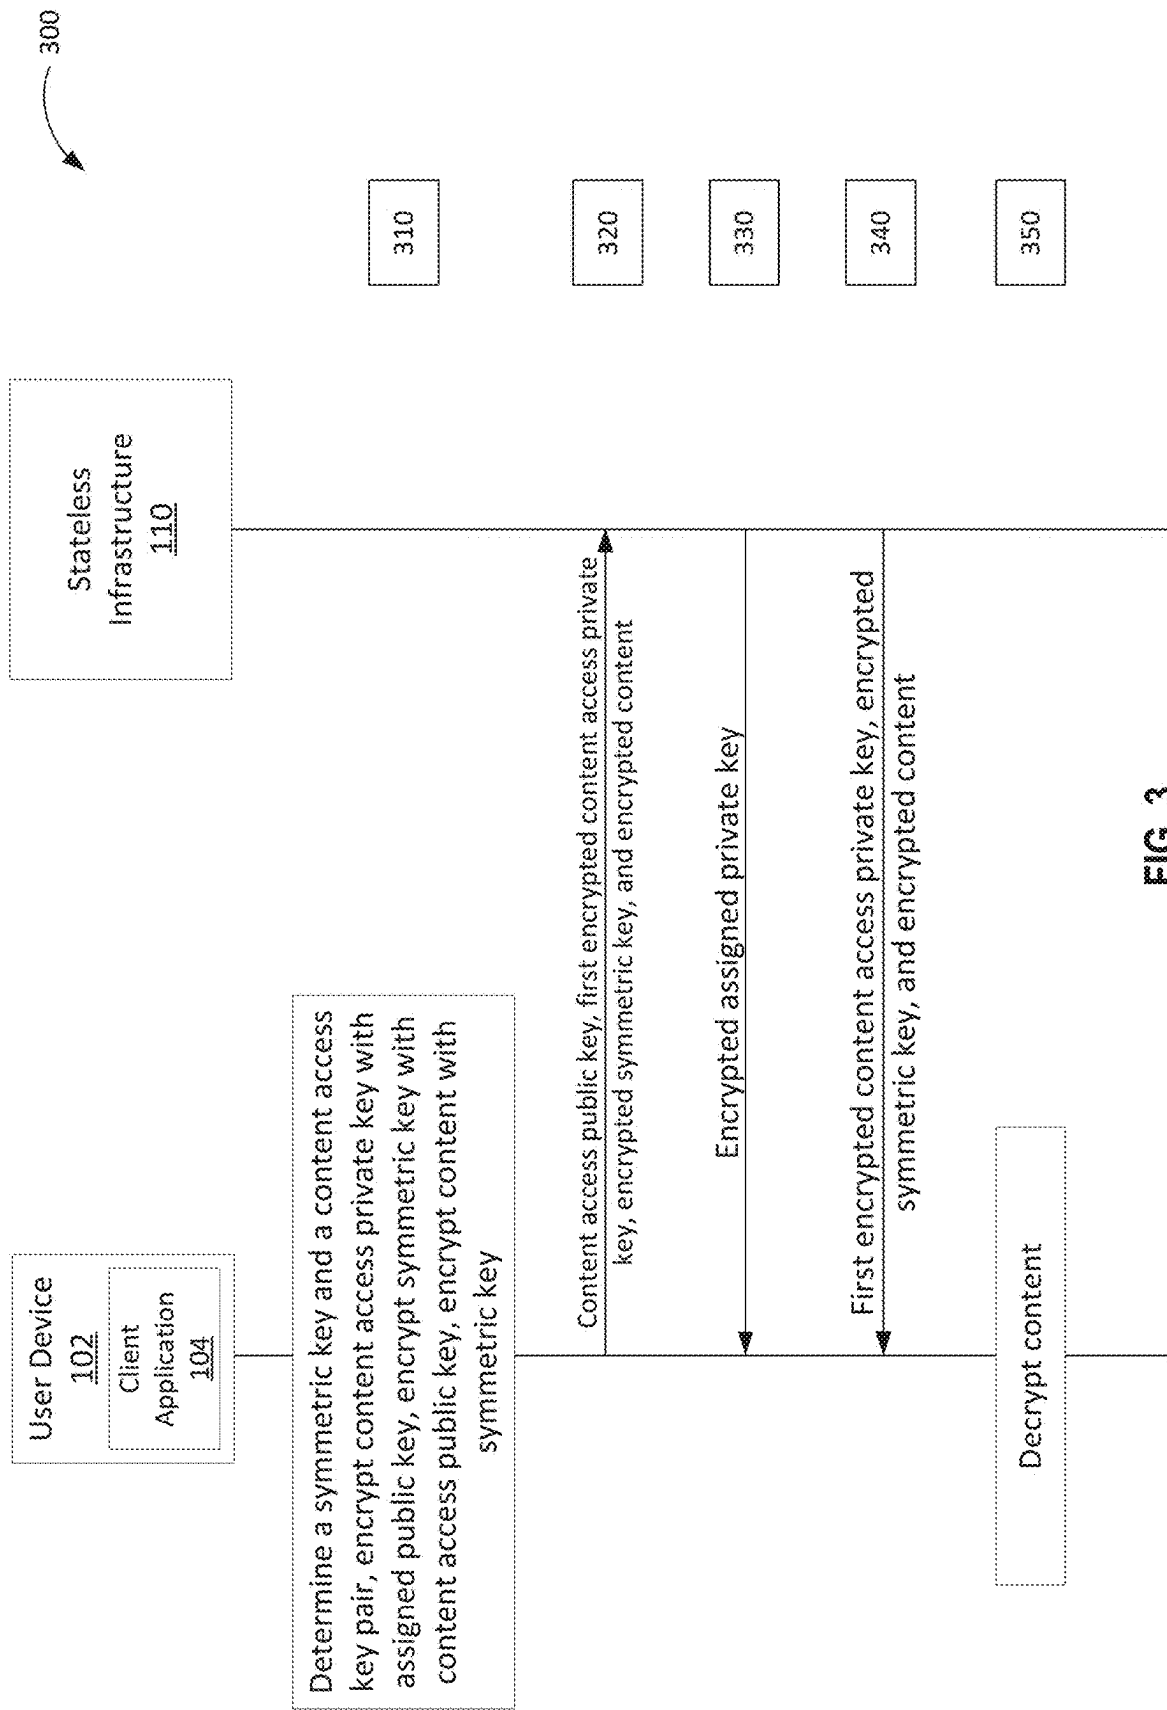 300
User Device
102
Client
Application
104
Stateless
Infrastructure
110
Determine a symmetric key and a content access
key pair, encrypt content access private key with
assigned public key, encrypt symmetric key with
content access public key, encrypt content with
symmetric key
310
Content access public key, first encrypted content access private
key, encrypted symmetric key, and encrypted content
320
Encrypted assigned private key
330
First encrypted content access private key, encrypted
symmetric key, and encrypted content
340
Decrypt content
350
FIG. 3